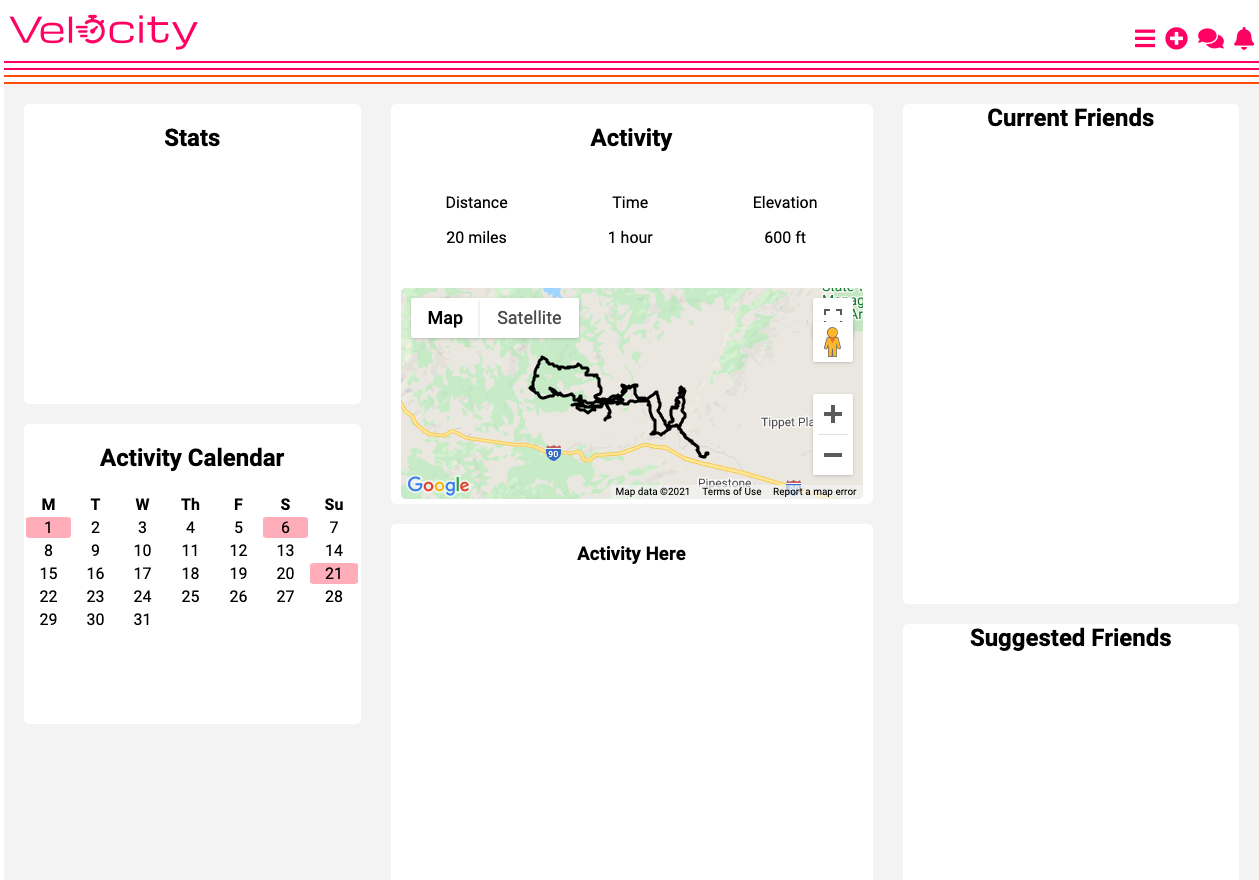 Velocity
Stats
Activity Calendar
M T W Th F S Su
1 2 3 4 5 6 7
8 9 10 11 12 13 14
15 16 17 18 19 20 21
22 23 24 25 26 27 28
29 30 31
Activity
Distance Time Elevation
20 miles 1 hour 600 ft
Map Satellite
90
Pipestone
Google
Map data ©2021 Terms of Use Report a map error
Activity Here
Current Friends
Suggested Friends